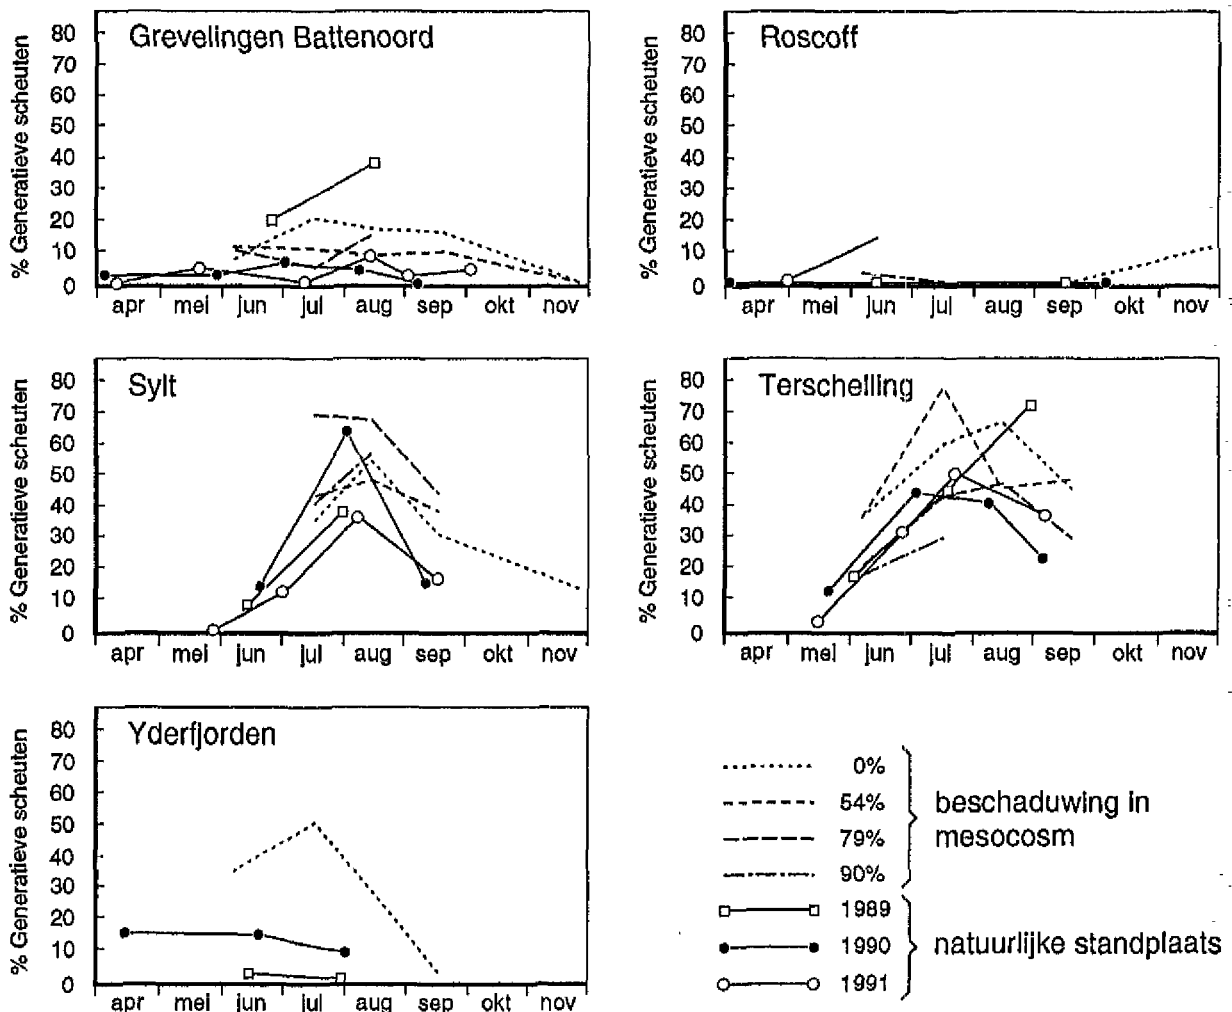 Grevelingen Battenoord
% Generatieve scheuten
80
70
60
50
40
30
20
10
0
apr mei jun jul aug sep okt nov
Roscoff
% Generatieve scheuten
80
70
60
50
40
30
20
10
0
apr mei jun jul aug sep okt nov
Sylt
% Generatieve scheuten
80
70
60
50
40
30
20
10
0
apr mei jun jul aug sep okt nov
Terschelling
% Generatieve scheuten
80
70
60
50
40
30
20
10
0
apr mei jun jul aug sep okt nov
Yderfjorden
% Generatieve scheuten
80
70
60
50
40
30
20
10
0
apr mei jun jul aug sep okt nov
0%
54%
79%
90%
beschaduwing in
mesocosm
1989
1990
1991
natuurlijke standplaats